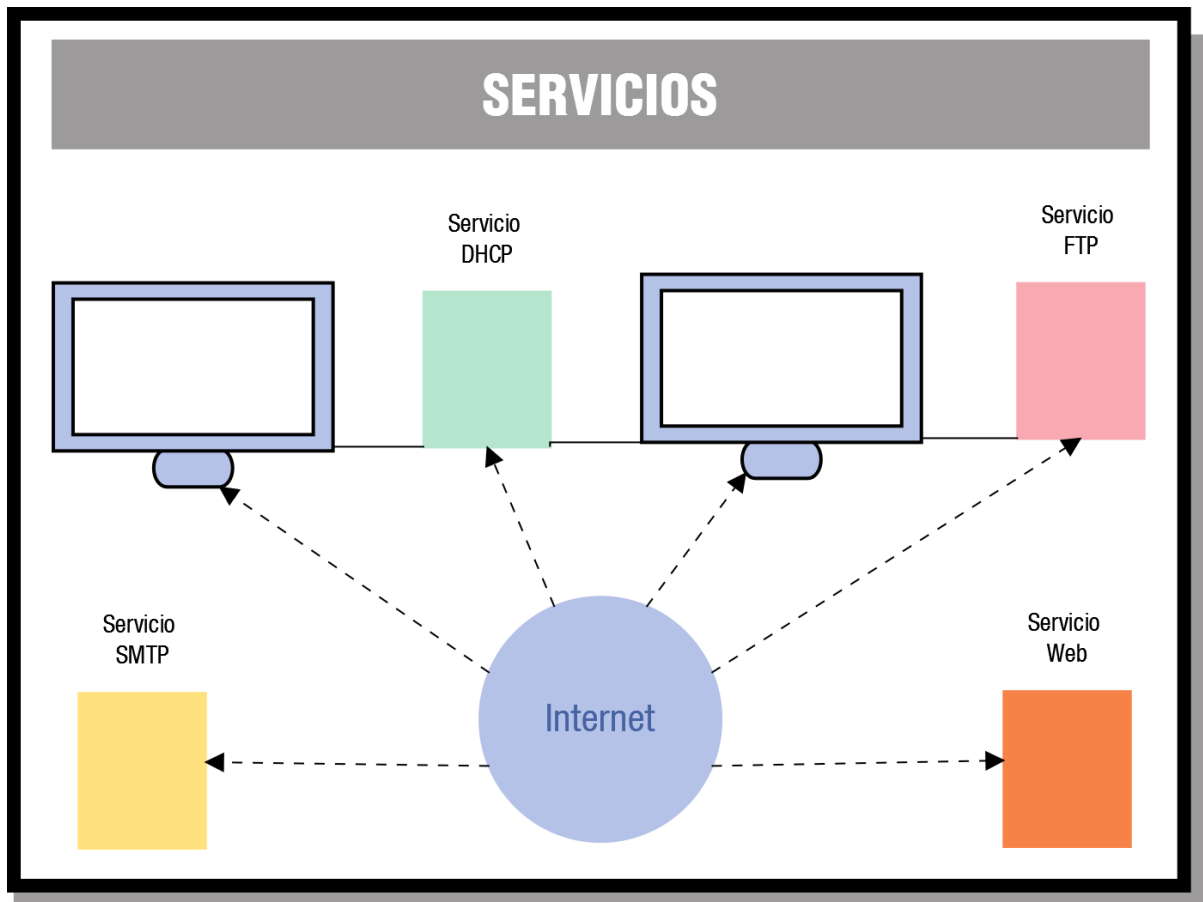 SERVICIOS
Servicio
DHCP
Servicio
FTP
Servicio
SMTP
Servicio
Web
Internet